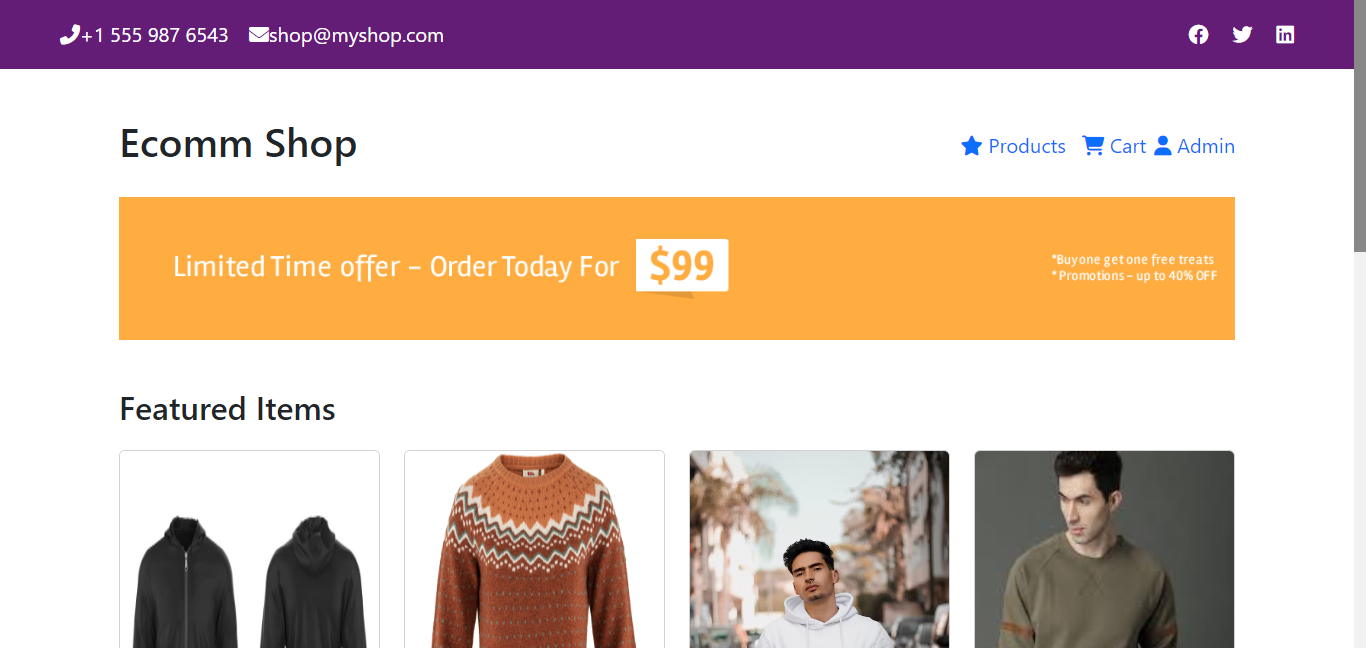 +1 555 987 6543 shop@myshop.com
Ecomm Shop
Products Cart Admin
Limited Time offer – Order Today For $99
*Buy one get one free treats
* Promotions – up to 40% OFF
Featured Items